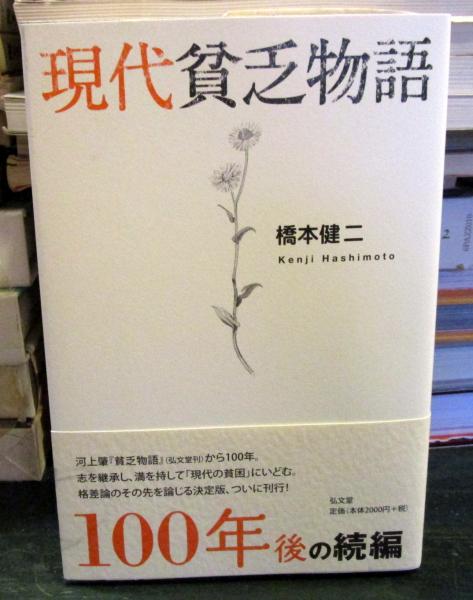 現代貧乏物語
橋本健二
Kenji Hashimoto
河上肇『貧乏物語』(弘文堂刊)から100年。
志を継承し、満を持して「現代の貧困」にいどむ。
格差論のその先を論じる決定版、ついに刊行!
弘文堂
定価(本体2000円+税)
100年後の続編